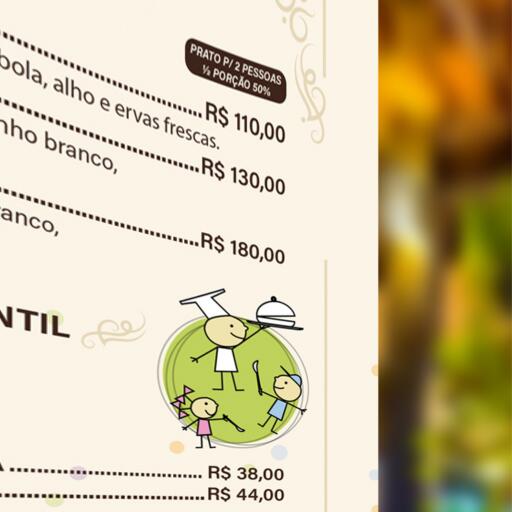 PRATO P/ 2 PESSOAS
½ PORÇÃO 50%
R$ 110,00
bola, alho e ervas frescas.
R$ 130,00
nho branco,
R$ 180,00
anco,
NTIL
A R$ 38,00
R$ 44,00